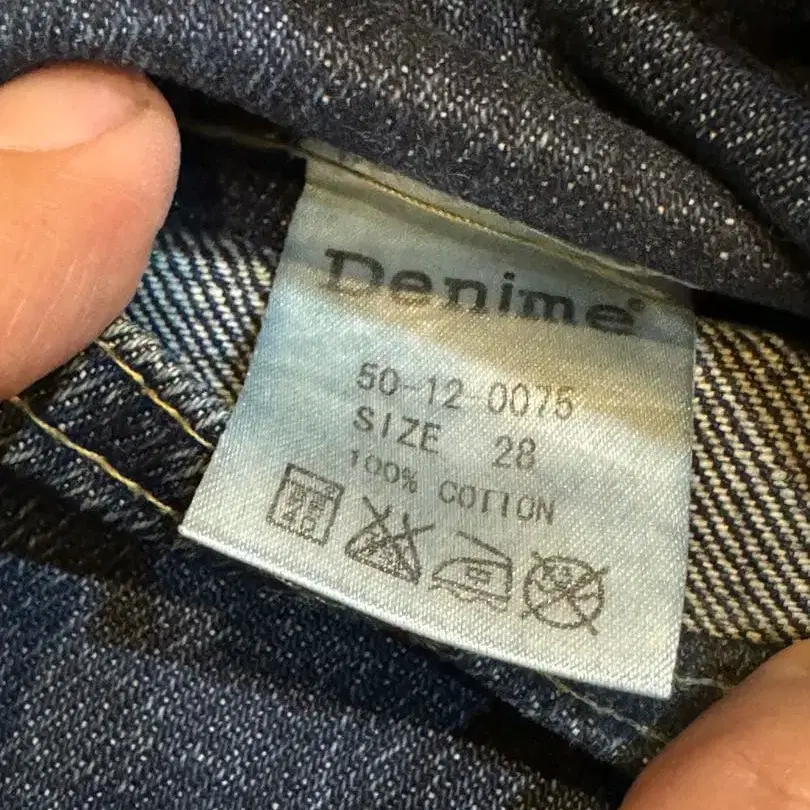 Denime®
50-12-0075
SIZE 28
100% COTTON